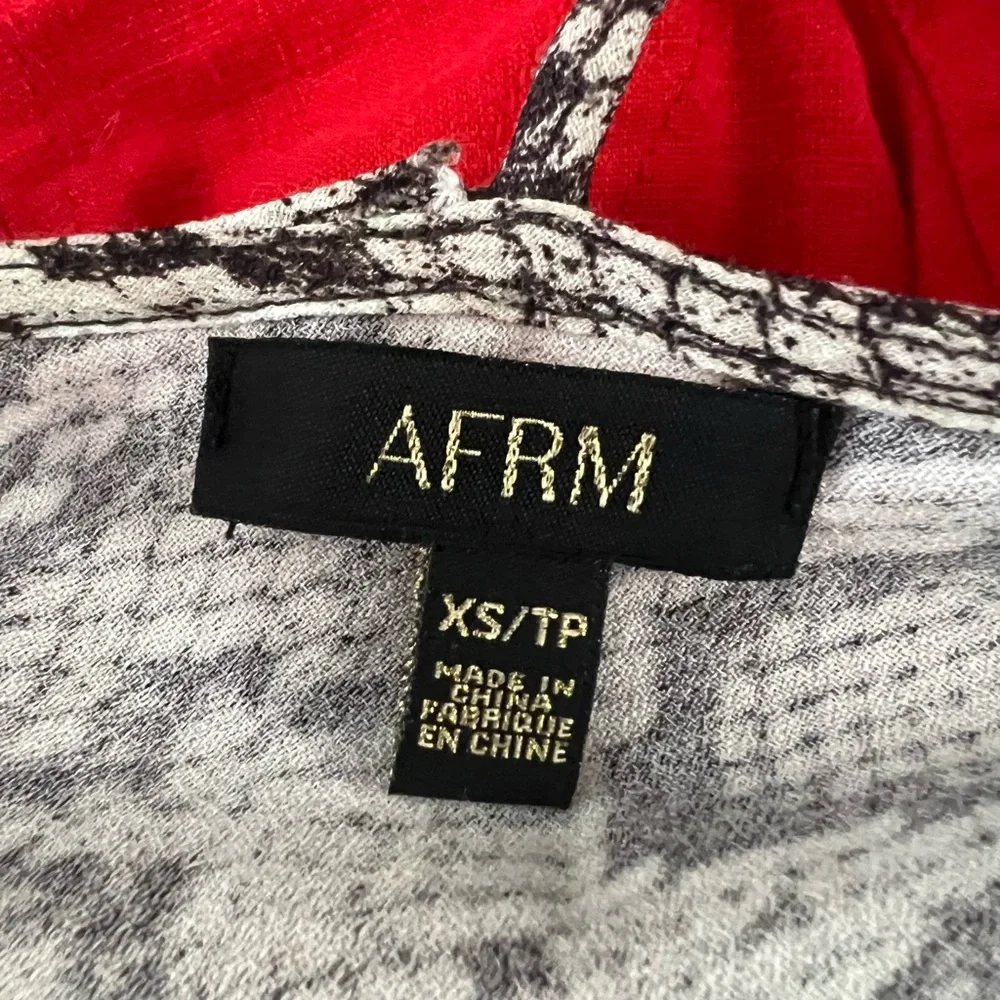 AFRM
XS/TP
MADE IN
CHINA
FABRIQUE
EN CHINE